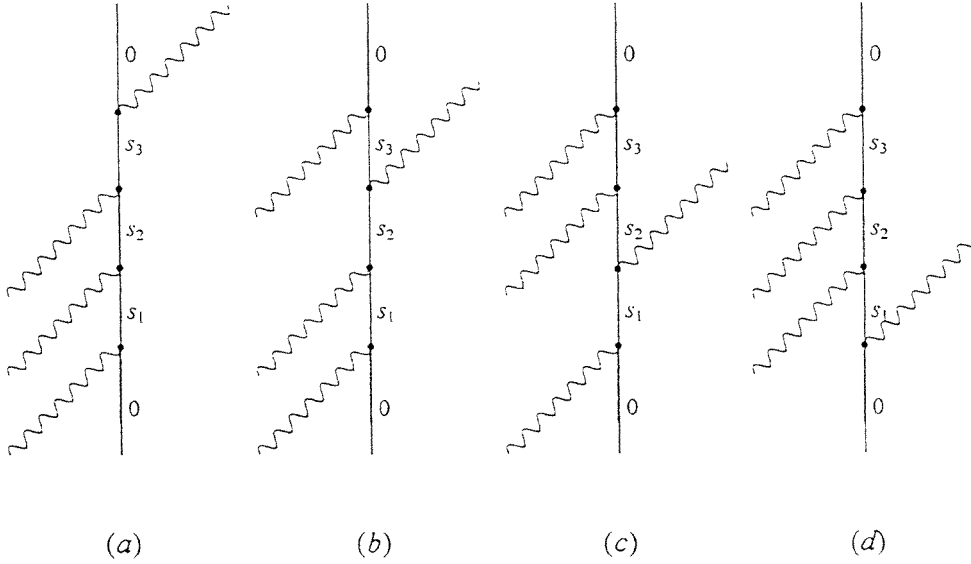 0 0 0 0
s₃ s₃ s₃ s₃
s₂ s₂ s₂ s₂
s₁ s₁ s₁ s₁
0 0 0 0
(a) (b) (c) (d)